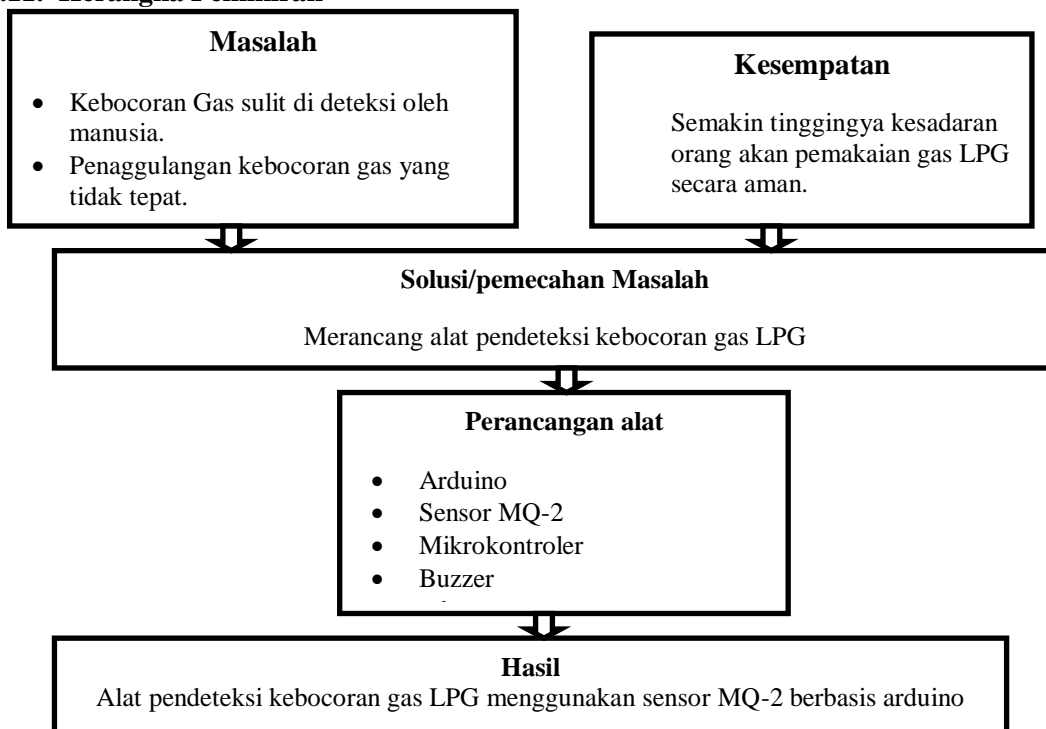 Masalah
• Kebocoran Gas sulit di deteksi oleh
manusia.
• Penaggulangan kebocoran gas yang
tidak tepat.
Kesempatan
Semakin tinggingya kesadaran
orang akan pemakaian gas LPG
secara aman.
Solusi/pemecahan Masalah
Merancang alat pendeteksi kebocoran gas LPG
Perancangan alat
• Arduino
• Sensor MQ-2
• Mikrokontroler
• Buzzer
Hasil
Alat pendeteksi kebocoran gas LPG menggunakan sensor MQ-2 berbasis arduino